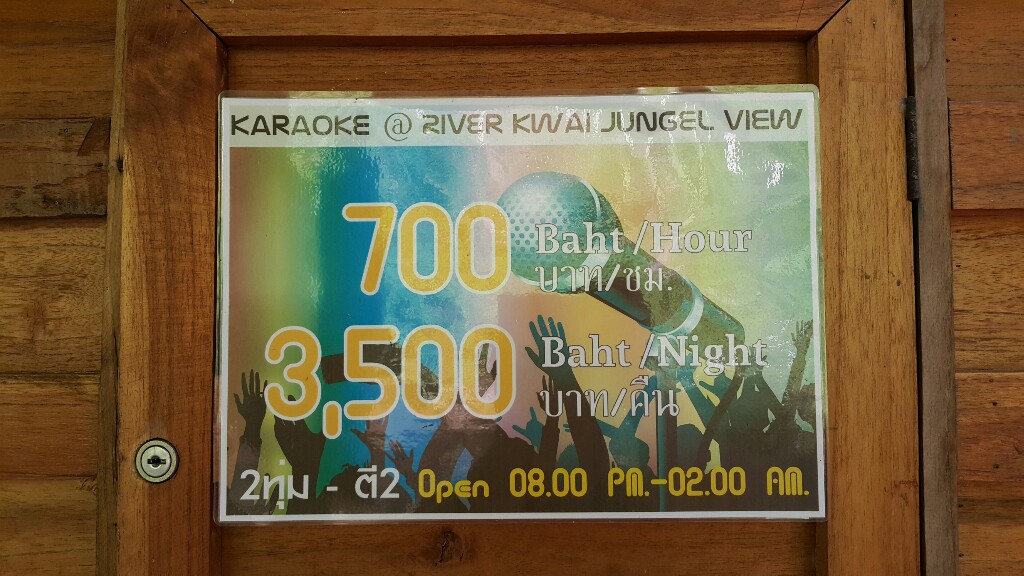 KARAOKE @ RIVER KWAI JUNGEL VIEW
700 Baht /Hour
บาท/ชม.
3,500 Baht /Night
บาท/คืน
2ทุ่ม - ตี2 Open 08.00 PM.-02.00 AM.